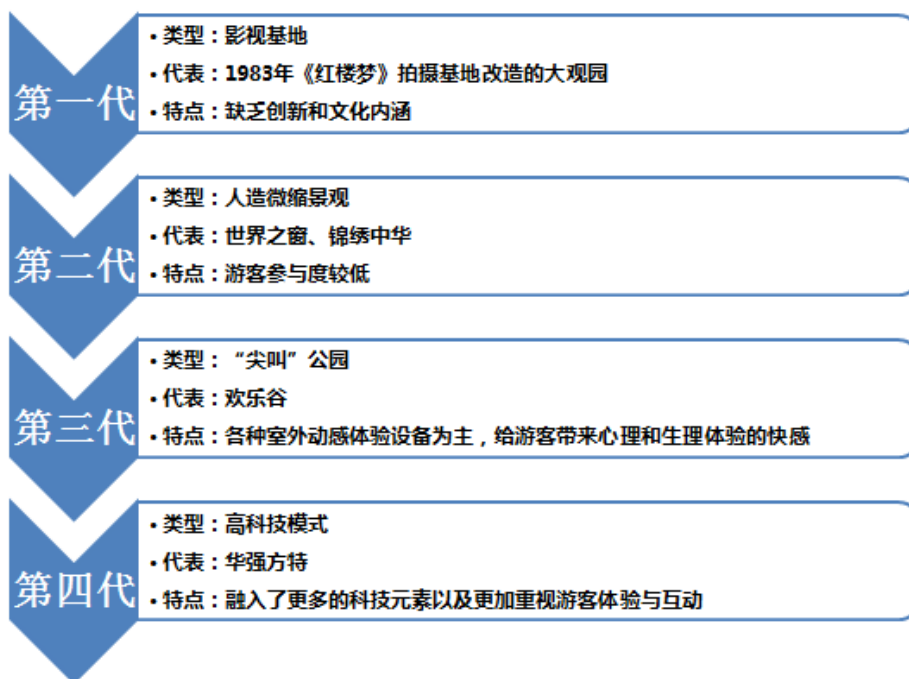 第一代
• 类型：影视基地
• 代表：1983年《红楼梦》拍摄基地改造的大观园
• 特点：缺乏创新和文化内涵
第二代
• 类型：人造微缩景观
• 代表：世界之窗、锦绣中华
• 特点：游客参与度较低
第三代
• 类型：“尖叫”公园
• 代表：欢乐谷
• 特点：各种室外动感体验设备为主，给游客带来心理和生理体验的快感
第四代
• 类型：高科技模式
• 代表：华强方特
• 特点：融入了更多的科技元素以及更加重视游客体验与互动